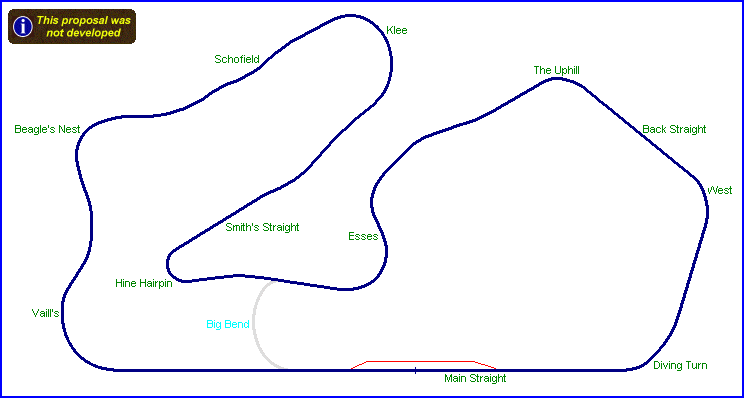 This proposal was
not developed
Klee
Schofield
The Uphill
Beagle's Nest
Back Straight
West
Smith's Straight
Esses
Hine Hairpin
Vaill's
Big Bend
Diving Turn
Main Straight